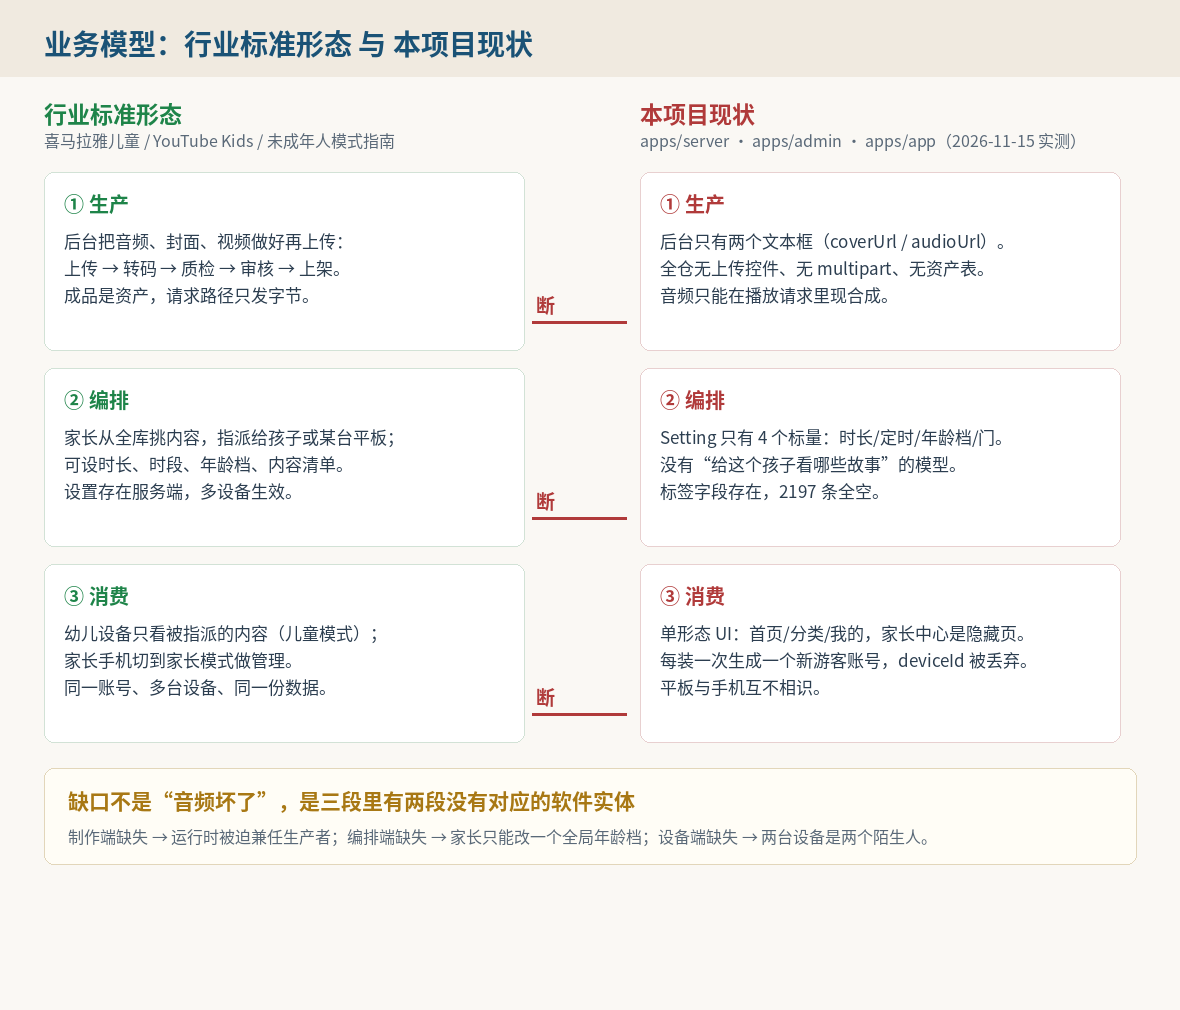 业务模型：行业标准形态 与 本项目现状
行业标准形态
喜马拉雅儿童 / YouTube Kids / 未成年人模式指南
本项目现状
apps/server · apps/admin · apps/app（2026-11-15 实测）
① 生产
后台把音频、封面、视频做好再上传：
上传 → 转码 → 质检 → 审核 → 上架。
成品是资产，请求路径只发字节。
断
① 生产
后台只有两个文本框（coverUrl / audioUrl）。
全仓无上传控件、无 multipart、无资产表。
音频只能在播放请求里现合成。
② 编排
家长从全库挑内容，指派给孩子或某台平板；
可设时长、时段、年龄档、内容清单。
设置存在服务端，多设备生效。
断
② 编排
Setting 只有 4 个标量：时长/定时/年龄档/门。
没有“给这个孩子看哪些故事”的模型。
标签字段存在，2197 条全空。
③ 消费
幼儿设备只看被指派的内容（儿童模式）；
家长手机切到家长模式做管理。
同一账号、多台设备、同一份数据。
断
③ 消费
单形态 UI：首页/分类/我的，家长中心是隐藏页。
每装一次生成一个新游客账号，deviceId 被丢弃。
平板与手机互不相识。
缺口不是“音频坏了”，是三段里有两段没有对应的软件实体
制作端缺失 → 运行时被迫兼任生产者；编排端缺失 → 家长只能改一个全局年龄档；设备端缺失 → 两台设备是两个陌生人。